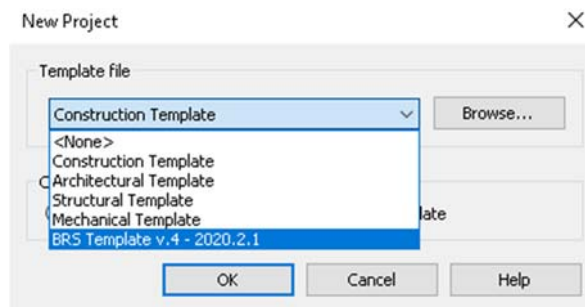 New Project
Template file
Construction Template
Browse...
<None>
Construction Template
Architectural Template
Structural Template
Mechanical Template
BRS Template v.4 - 2020.2.1
OK
Cancel
Help